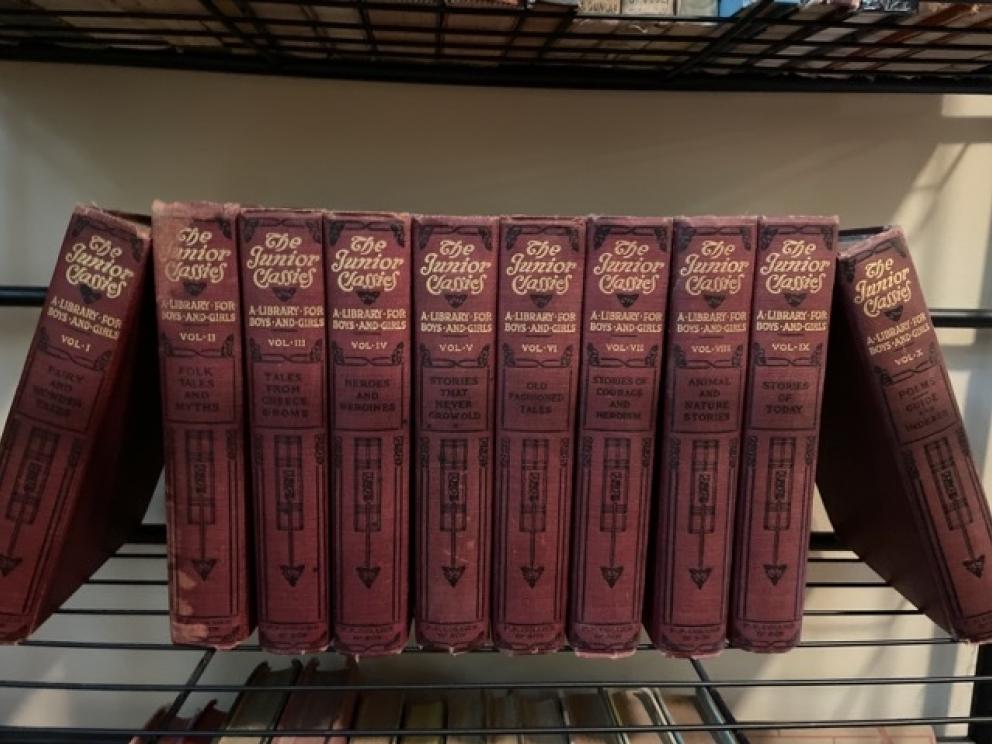 The
Junior
Classics
A·LIBRARY·FOR
BOYS·AND·GIRLS
VOL·I
FAIRY
AND
WONDER
TALES
The
Junior
Classics
A·LIBRARY·FOR
BOYS·AND·GIRLS
VOL·II
FOLK
TALES
AND
MYTHS
The
Junior
Classics
A·LIBRARY·FOR
BOYS·AND·GIRLS
VOL·III
TALES
FROM
GREECE
&ROME
The
Junior
Classics
A·LIBRARY·FOR
BOYS·AND·GIRLS
VOL·IV
HEROES
AND
HEROINES
The
Junior
Classics
A·LIBRARY·FOR
BOYS·AND·GIRLS
VOL·V
STORIES
THAT
NEVER
GROW OLD
The
Junior
Classics
A·LIBRARY·FOR
BOYS·AND·GIRLS
VOL·VI
OLD
FASHIONED
TALES
The
Junior
Classics
A·LIBRARY·FOR
BOYS·AND·GIRLS
VOL·VII
STORIES OF
COURAGE
AND
HEROISM
The
Junior
Classics
A·LIBRARY·FOR
BOYS·AND·GIRLS
VOL·VIII
ANIMAL
AND
NATURE
STORIES
The
Junior
Classics
A·LIBRARY·FOR
BOYS·AND·GIRLS
VOL·IX
STORIES
OF
TODAY
The
Junior
Classics
A·LIBRARY·FOR
BOYS·AND·GIRLS
VOL·X
POEMS
GUIDE
AND
INDEXES